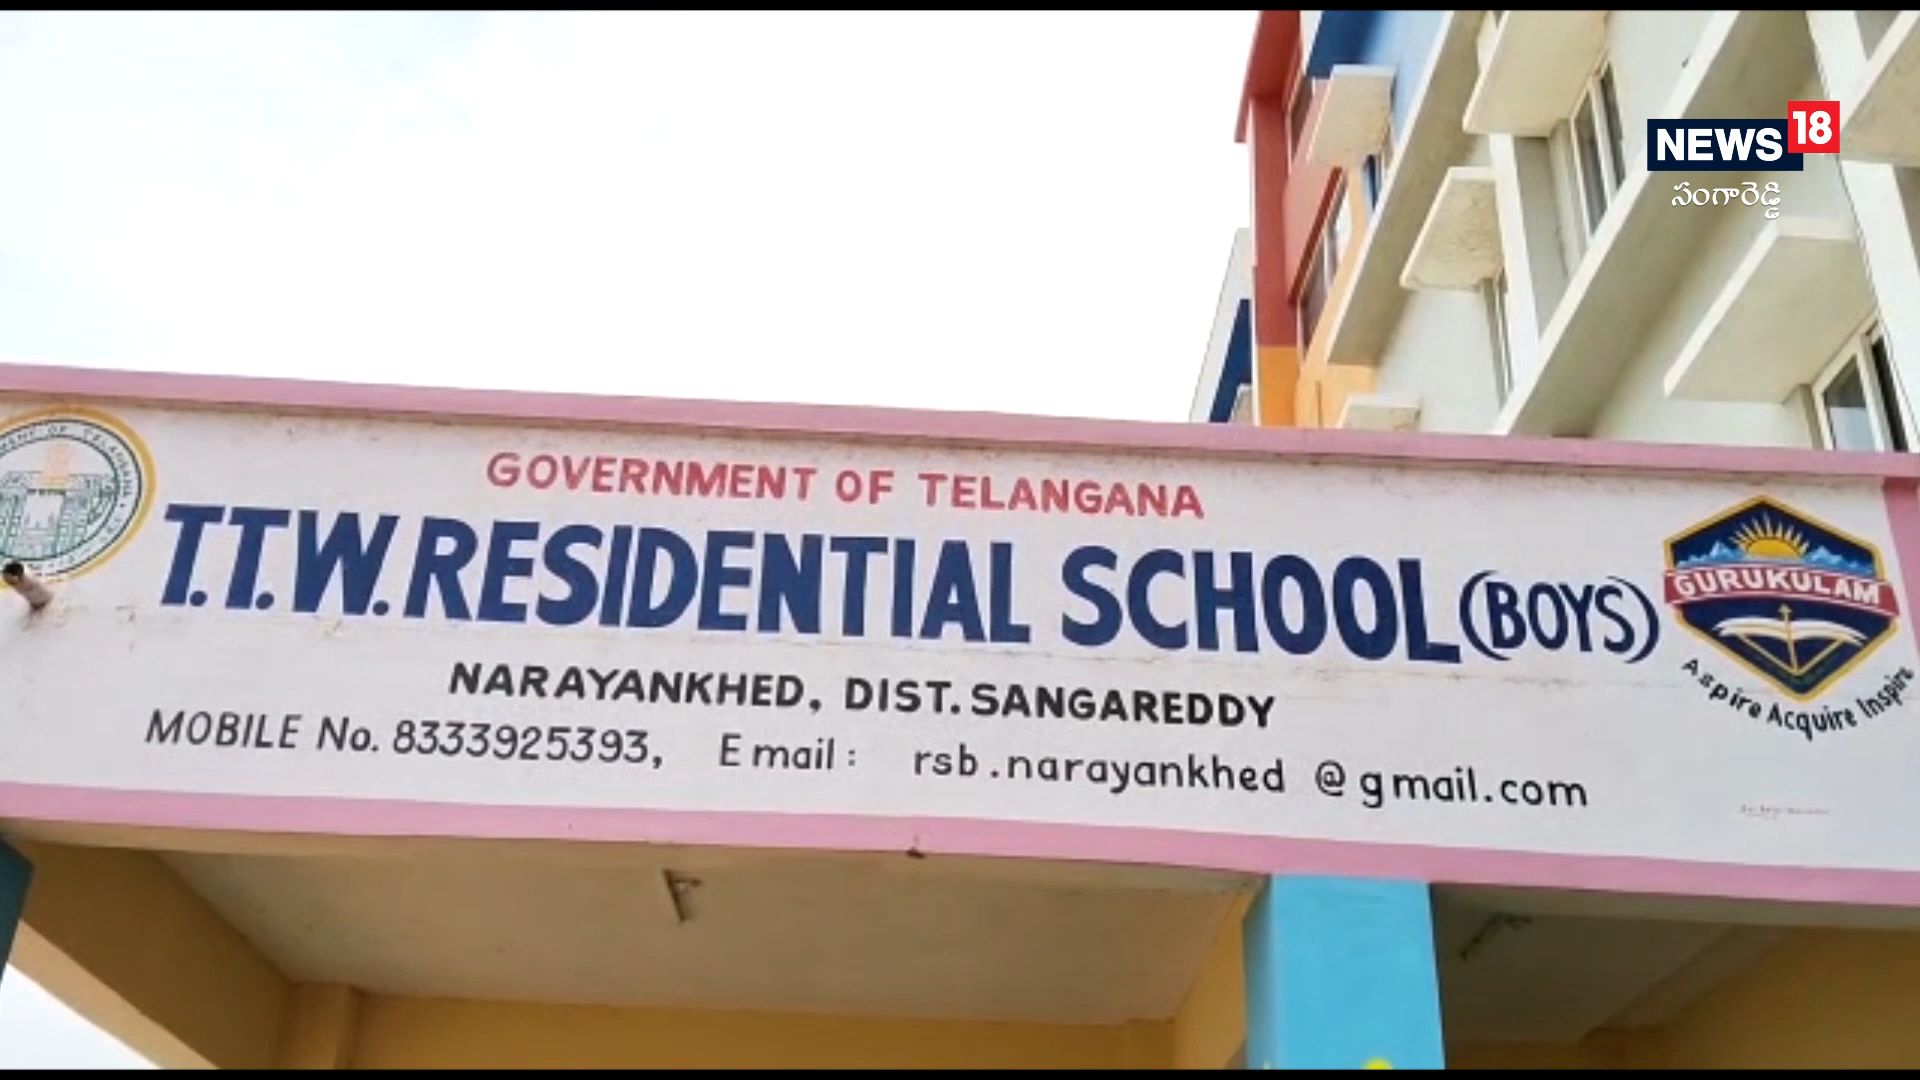 NEWS 18
సంగారెడ్డి
GOVERNMENT OF TELANGANA
T.T.W. RESIDENTIAL SCHOOL (BOYS)
GURUKULAM
Aspire Acquire Inspire
NARAYANKHED, DIST. SANGAREDDY
MOBILE No. 8333925393, Email : rsb.narayankhed @gmail.com